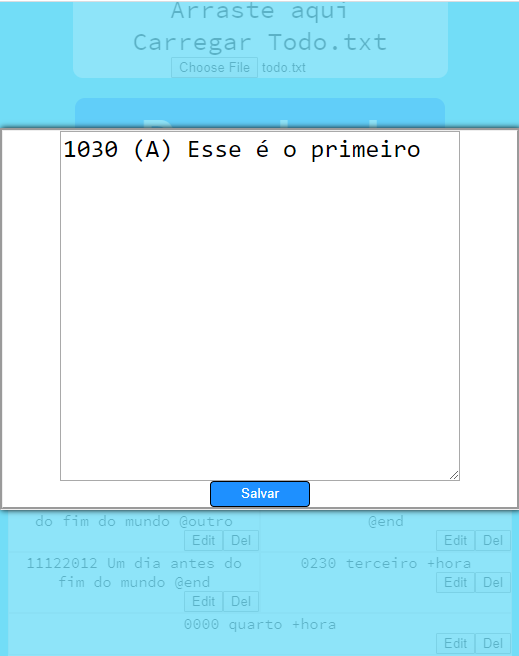 Arraste aqui
Carregar Todo.txt
Choose File todo.txt
1030 (A) Esse é o primeiro
Salvar
do fim do mundo @outro
Edit Del
@end
Edit Del
11122012 Um dia antes do
fim do mundo @end
Edit Del
0230 terceiro +hora
Edit Del
0000 quarto +hora
Edit Del